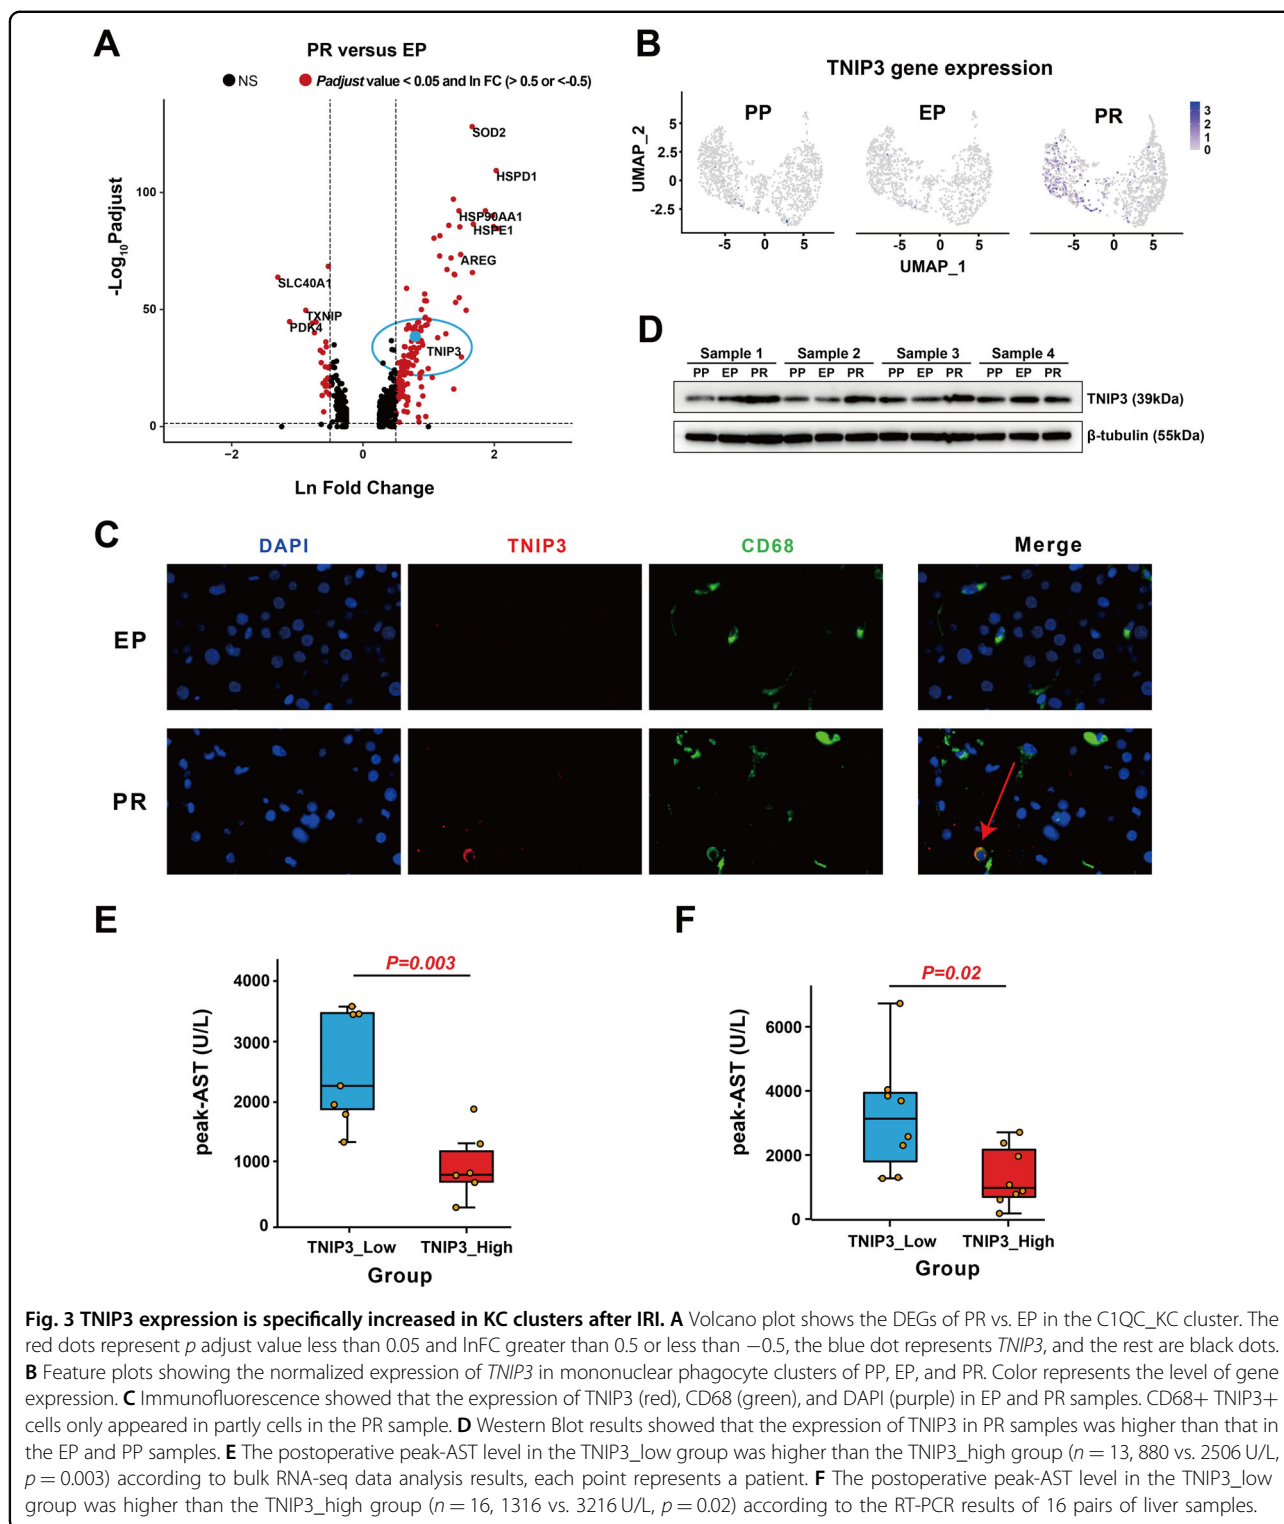 A
PR versus EP
NS
Padjust value < 0.05 and ln FC (> 0.5 or <-0.5)
SOD2
HSPD1
HSP90AA1
HSPE1
AREG
SLC40A1
TXNIP
PDK4
TNIP3
100
50
0
-Log10Padjust
−2
0
2
Ln Fold Change
B
TNIP3 gene expression
PP
EP
PR
3
2
1
0
5
2.5
0
-2.5
UMAP_2
-5 0 5
-5 0 5
-5 0 5
UMAP_1
D
Sample 1 Sample 2 Sample 3 Sample 4
PP EP PR PP EP PR PP EP PR PP EP PR
TNIP3 (39kDa)
β-tubulin (55kDa)
C
DAPI
TNIP3
CD68
Merge
EP
PR
E
P=0.003
4000
3000
2000
1000
0
peak-AST (U/L)
TNIP3_Low TNIP3_High
Group
F
P=0.02
6000
4000
2000
0
peak-AST (U/L)
TNIP3_Low TNIP3_High
Group
Fig. 3 TNIP3 expression is specifically increased in KC clusters after IRI. A Volcano plot shows the DEGs of PR vs. EP in the C1QC_KC cluster. The
red dots represent p adjust value less than 0.05 and lnFC greater than 0.5 or less than −0.5, the blue dot represents TNIP3, and the rest are black dots.
B Feature plots showing the normalized expression of TNIP3 in mononuclear phagocyte clusters of PP, EP, and PR. Color represents the level of gene
expression. C Immunofluorescence showed that the expression of TNIP3 (red), CD68 (green), and DAPI (purple) in EP and PR samples. CD68+ TNIP3+
cells only appeared in partly cells in the PR sample. D Western Blot results showed that the expression of TNIP3 in PR samples was higher than that in
the EP and PP samples. E The postoperative peak-AST level in the TNIP3_low group was higher than the TNIP3_high group (n = 13, 880 vs. 2506 U/L,
p = 0.003) according to bulk RNA-seq data analysis results, each point represents a patient. F The postoperative peak-AST level in the TNIP3_low
group was higher than the TNIP3_high group (n = 16, 1316 vs. 3216 U/L, p = 0.02) according to the RT-PCR results of 16 pairs of liver samples.